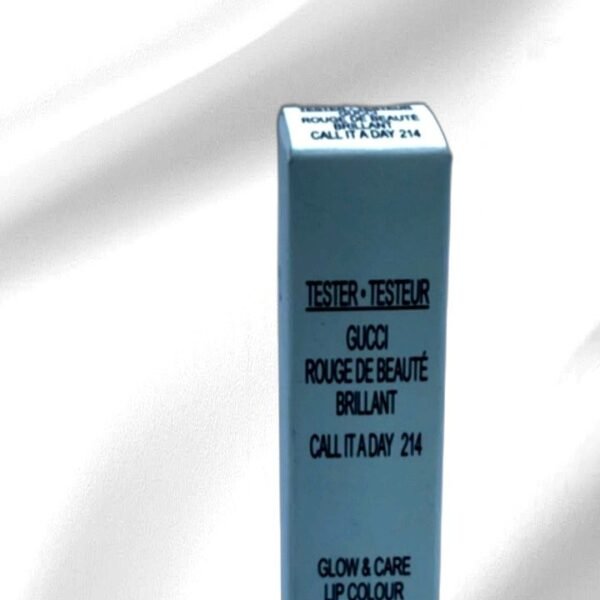 TESTER • TESTEUR
GUCCI
ROUGE DE BEAUTÉ
BRILLANT
CALL IT A DAY 214
TESTER • TESTEUR
GUCCI
ROUGE DE BEAUTÉ
BRILLANT
CALL IT A DAY 214
GLOW & CARE
LIP COLOUR